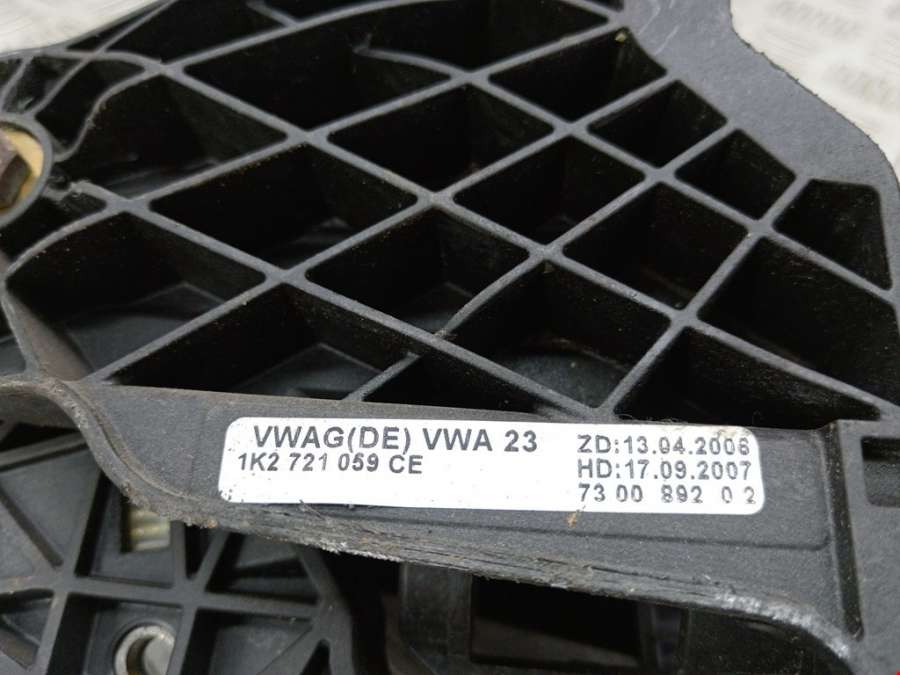 VWAG(DE) VWA 23
1K2 721 059 CE
ZD:13.04.2006
HD:17.09.2007
73 00 892 0 2